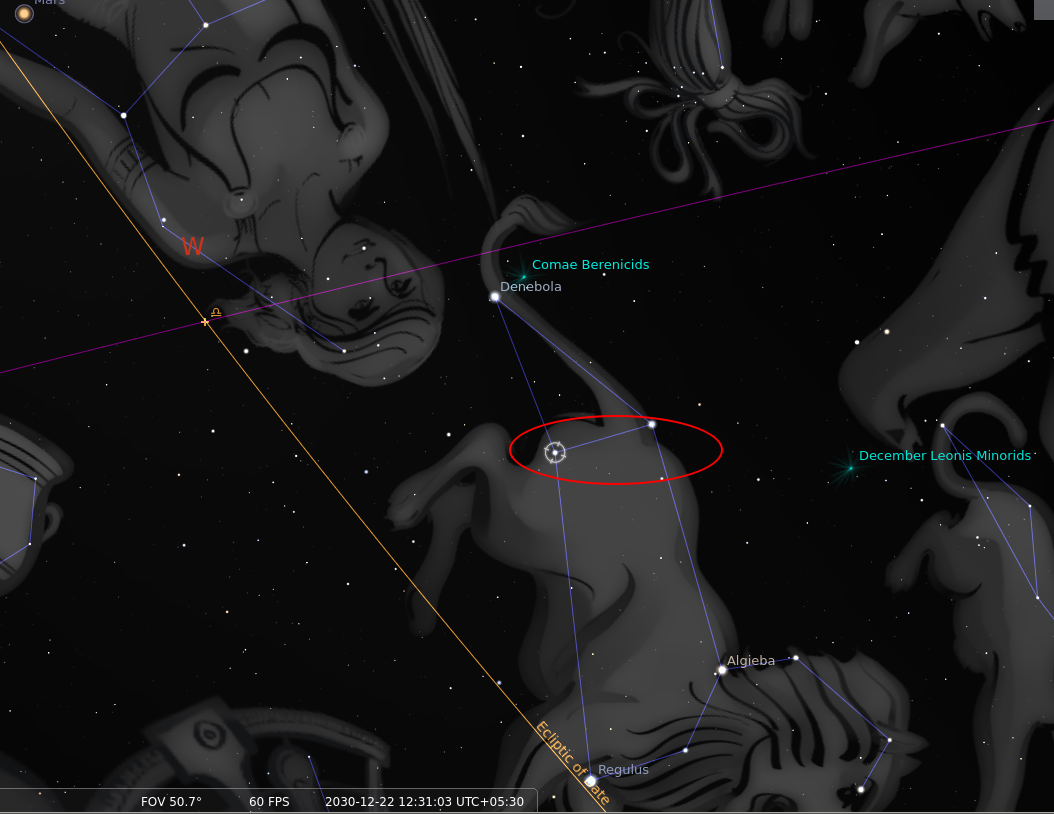 Mars
Comae Berenicids
Denebola
W
♎
December Leonis Minorids
Algieba
Ecliptic of Date
Regulus
FOV 50.7° 60 FPS 2030-12-22 12:31:03 UTC+05:30